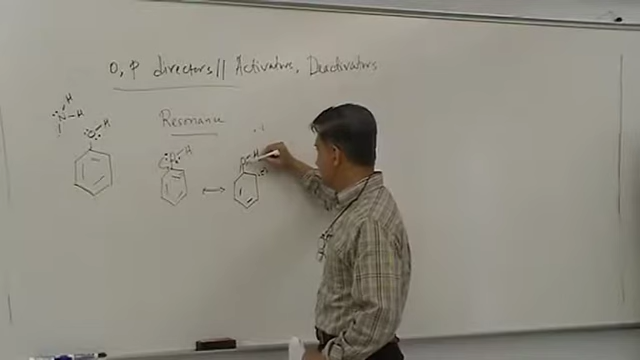 O, P directors// Activators, Deactivators
Resonance
H
N H
O H
O H
O H